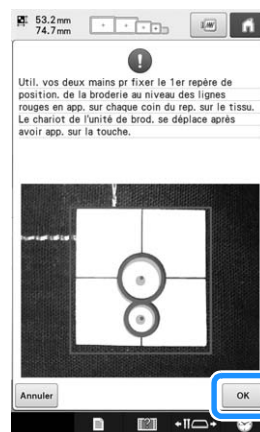 53.2mm
74.7mm
Util. vos deux mains pr fixer le 1er repère de
position. de la broderie au niveau des lignes
rouges en app. sur chaque coin du rep. sur le tissu.
Le chariot de l'unité de brod. se déplace après
avoir app. sur la touche.
Annuler
OK